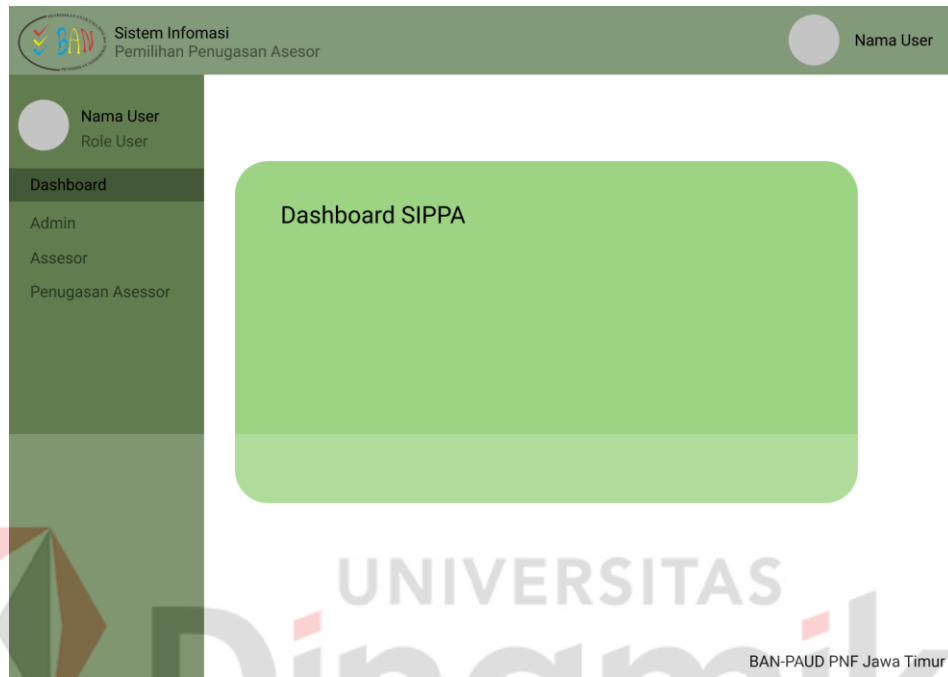 BAN
Sistem Infomasi
Pemilihan Penugasan Asesor
Nama User
Nama User
Role User
Dashboard
Admin
Assesor
Penugasan Asessor
Dashboard SIPPA
UNIVERSITAS
Dinamik
BAN-PAUD PNF Jawa Timur